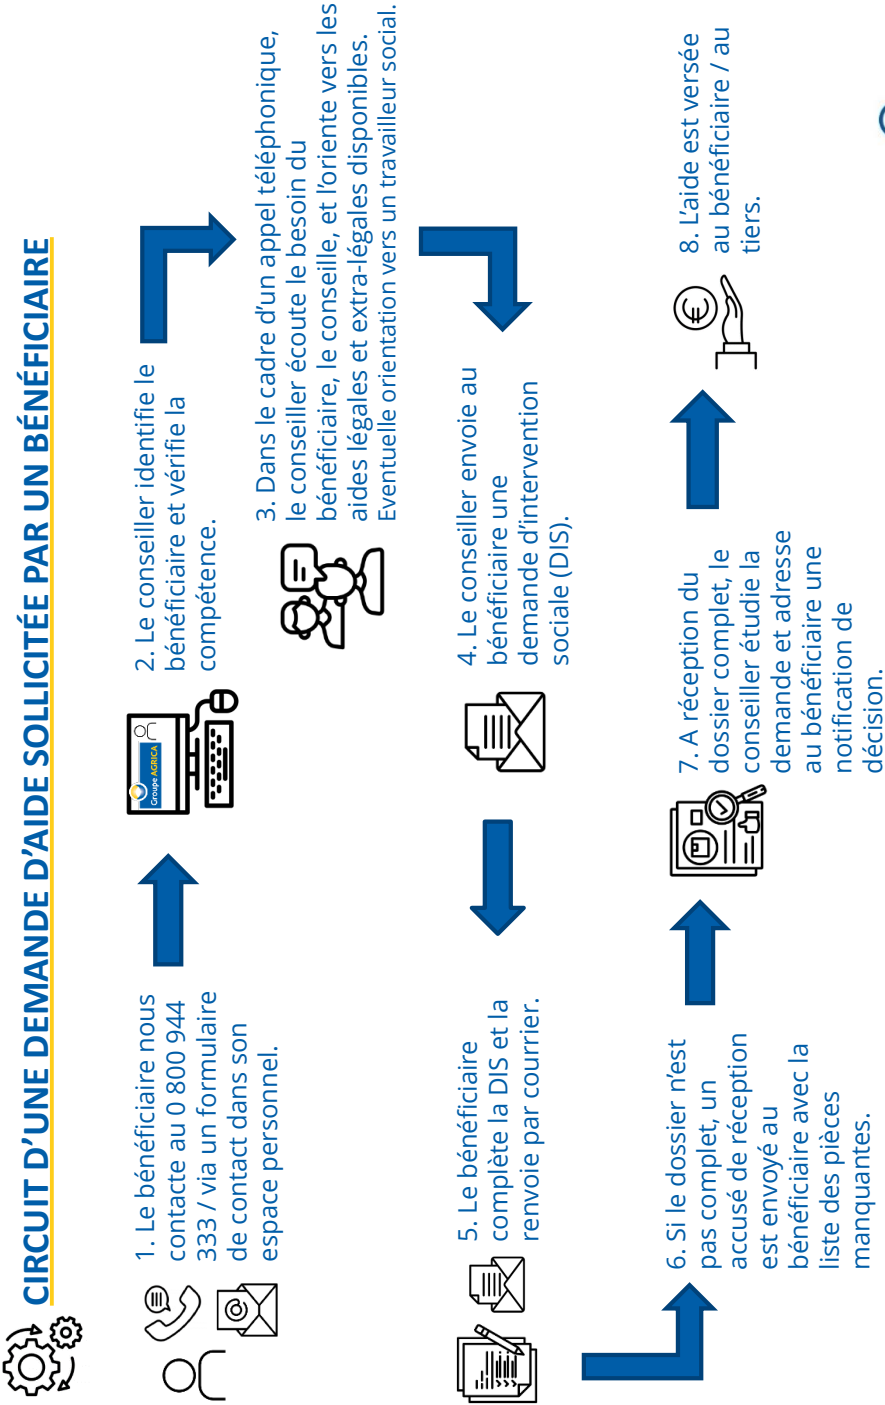 CIRCUIT D'UNE DEMANDE D'AIDE SOLLICITÉE PAR UN BÉNÉFICIAIRE
1. Le bénéficiaire nous
contacte au 0 800 944
333 / via un formulaire
de contact dans son
espace personnel.
Groupe AGRICA
2. Le conseiller identifie le
bénéficiaire et vérifie la
compétence.
3. Dans le cadre d'un appel téléphonique,
le conseiller écoute le besoin du
bénéficiaire, le conseille, et l'oriente vers les
aides légales et extra-légales disponibles.
Eventuelle orientation vers un travailleur social.
4. Le conseiller envoie au
bénéficiaire une
demande d'intervention
sociale (DIS).
5. Le bénéficiaire
complète la DIS et la
renvoie par courrier.
6. Si le dossier n'est
pas complet, un
accusé de réception
est envoyé au
bénéficiaire avec la
liste des pièces
manquantes.
7. A réception du
dossier complet, le
conseiller étudie la
demande et adresse
au bénéficiaire une
notification de
décision.
8. L'aide est versée
au bénéficiaire / au
tiers.